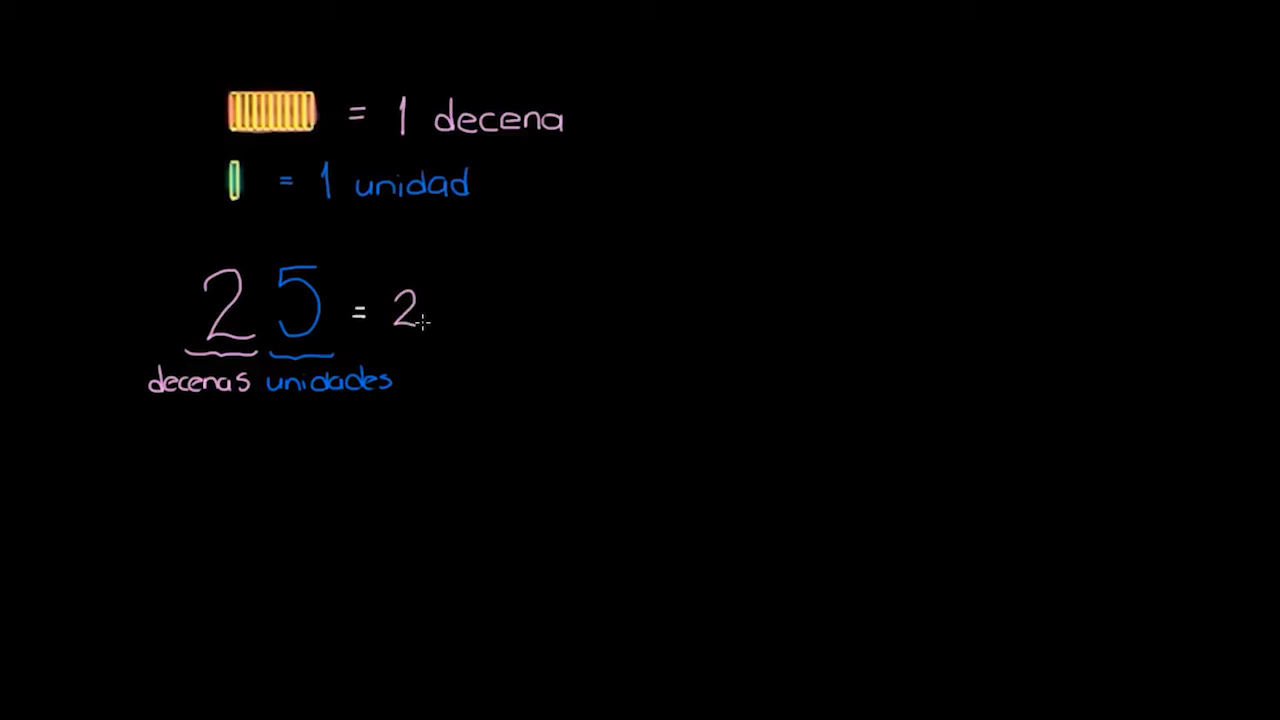 = 1 decena
= 1 unidad
25 = 2
decenas unidades